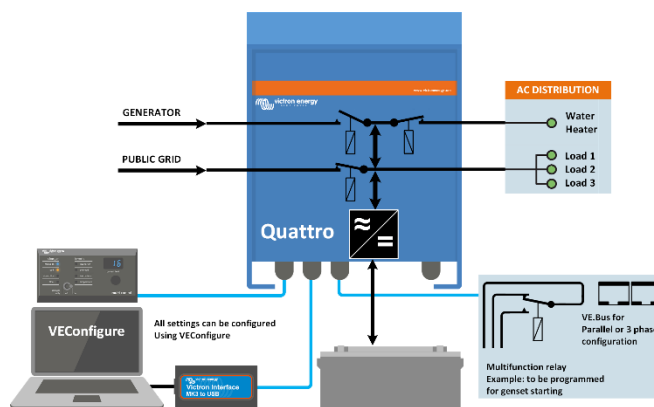 victron energy
AC DISTRIBUTION
GENERATOR
Water
Heater
PUBLIC GRID
Load 1
Load 2
Load 3
Quattro
16
VEConfigure
All settings can be configured
Using VEConfigure
Victron Interface
MK3 to USB
VE.Bus for
Parallel or 3 phase
configuration
Multifunction relay
Example: to be programmed
for genset starting